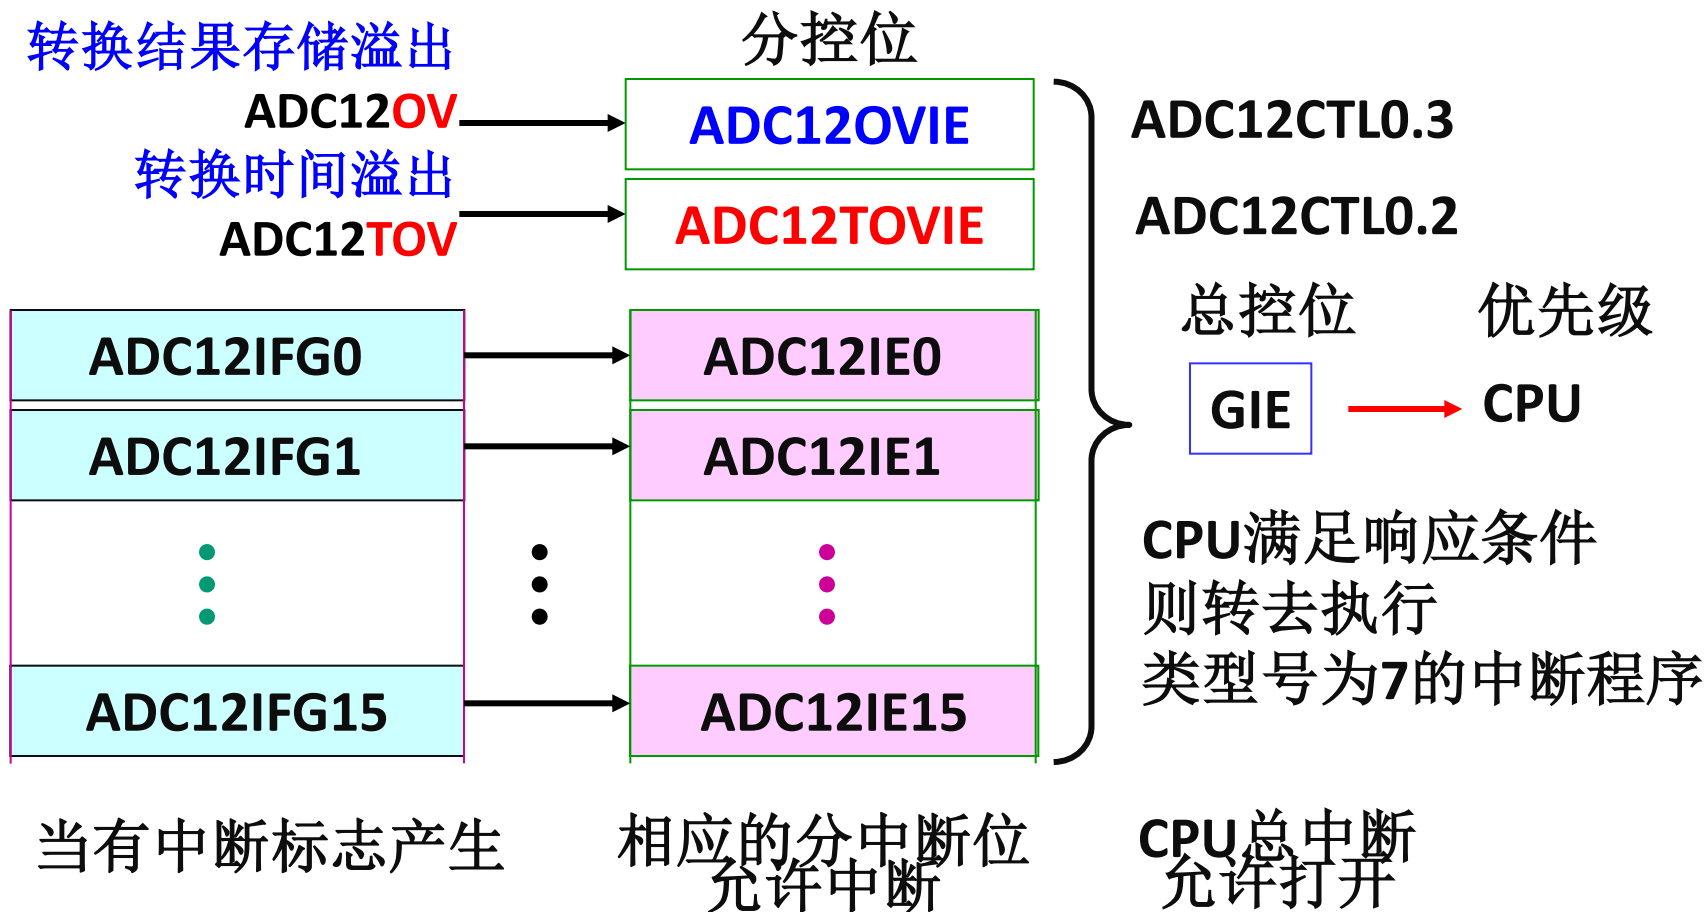 转换结果存储溢出
分控位
ADC12OV
ADC12OVIE
ADC12CTL0.3
转换时间溢出
ADC12TOV
ADC12TOVIE
ADC12CTL0.2
总控位
优先级
ADC12IFG0
ADC12IE0
GIE
CPU
ADC12IFG1
ADC12IE1
CPU满足响应条件
则转去执行
类型号为7的中断程序
ADC12IFG15
ADC12IE15
当有中断标志产生
相应的分中断位
允许中断
CPU总中断
允许打开